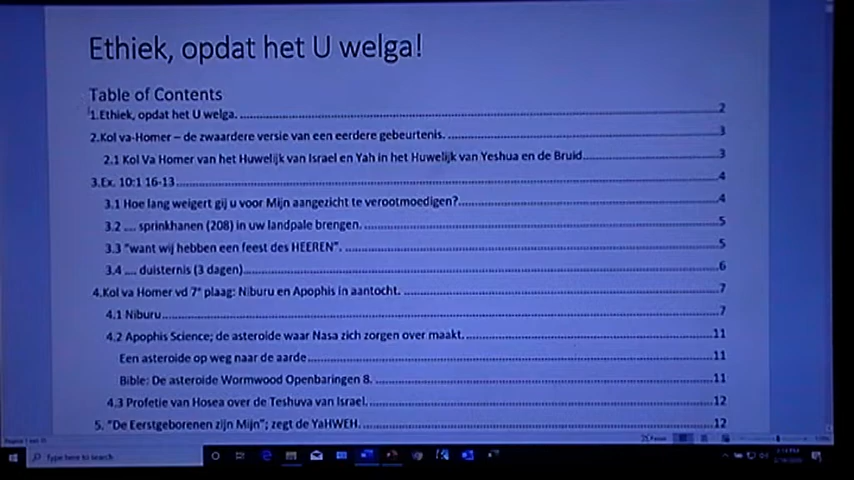 Ethiek, opdat het U welga!
Table of Contents
1.Ethiek, opdat het U welga. 2
2.Kol va-Homer – de zwaardere versie van een eerdere gebeurtenis. 3
2.1 Kol Va Homer van het Huwelijk van Israel en Yah in het Huwelijk van Yeshua en de Bruid 3
3.Ex. 10:1 16-13 4
3.1 Hoe lang weigert gij u voor Mijn aangezicht te verootmoedigen? 4
3.2 .... sprinkhanen (208) in uw landpale brengen. 5
3.3 "want wij hebben een feest des HEEREN". 5
3.4 .... duisternis (3 dagen) 6
4.Kol va Homer vd 7e plaag: Niburu en Apophis in aantocht. 7
4.1 Niburu 7
4.2 Apophis Science; de asteroide waar Nasa zich zorgen over maakt. 11
Een asteroide op weg naar de aarde 11
Bible: De asteroide Wormwood Openbaringen 8. 11
4.3 Profetie van Hosea over de Teshuva van Israel. 12
5. "De Eerstgeborenen zijn Mijn"; zegt de YaHWEH. 12
Type here to search